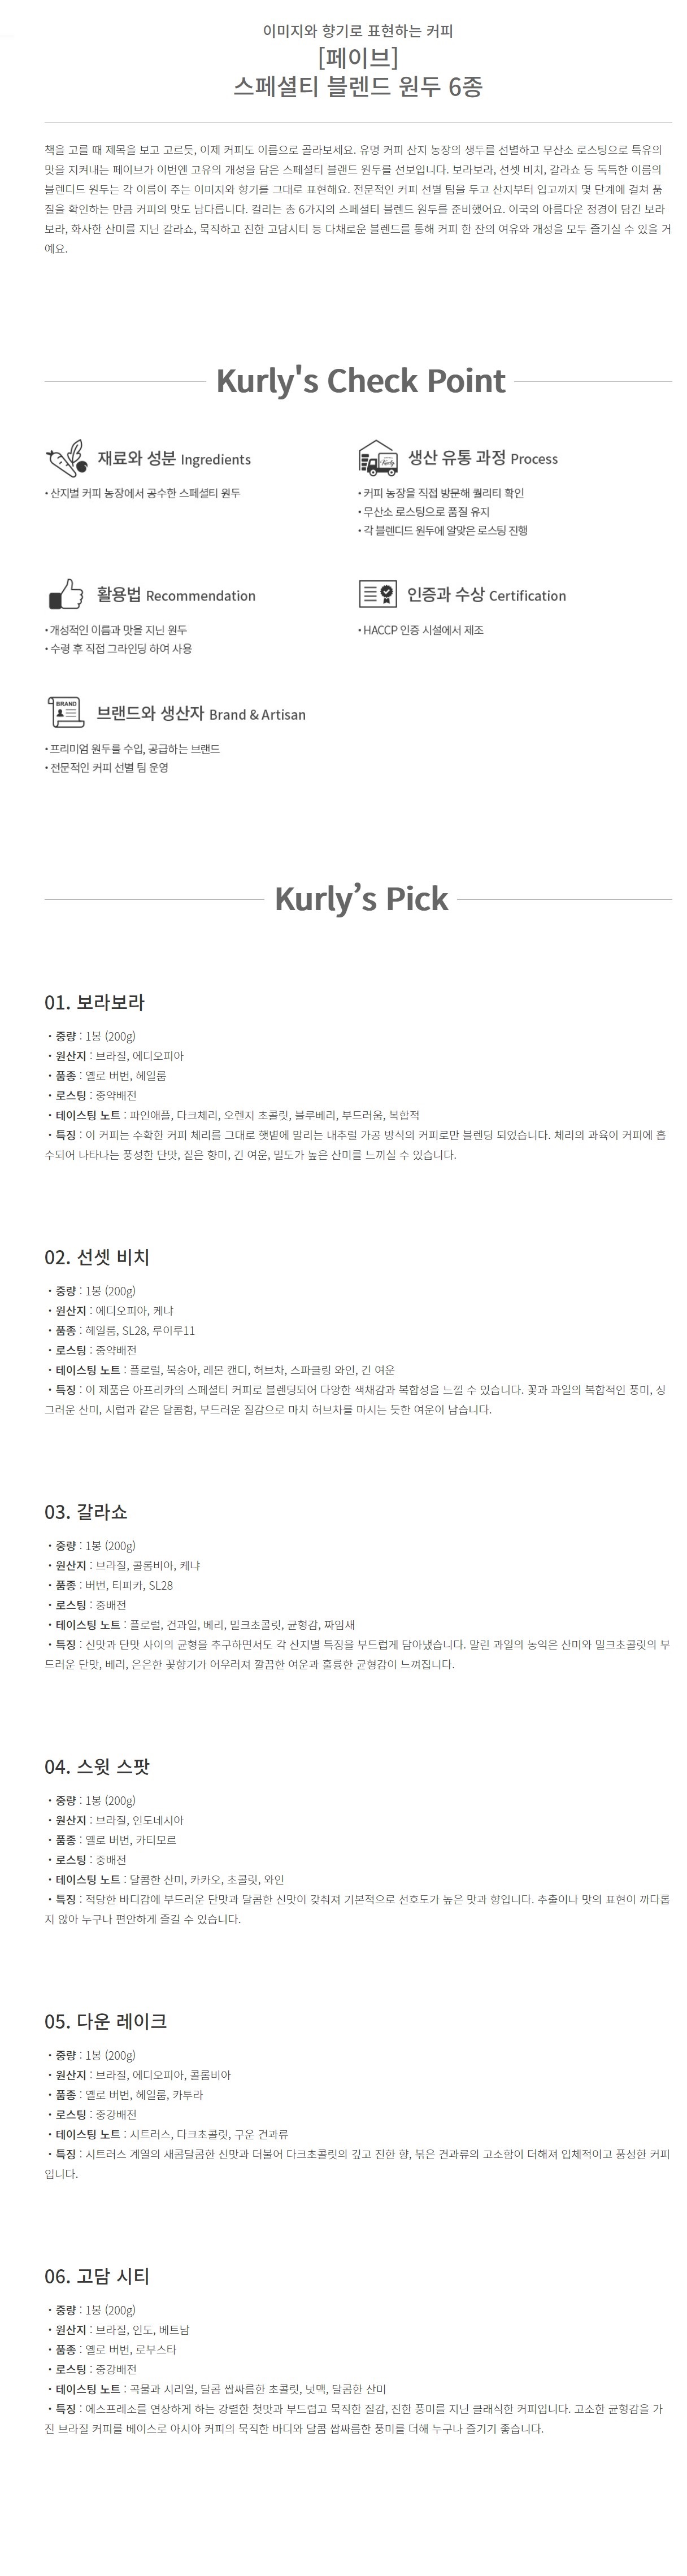 이미지와 향기로 표현하는 커피
[페이브]
스페셜티 블렌드 원두 6종
책을 고를 때 제목을 보고 고르듯, 이제 커피도 이름으로 골라보세요. 유명 커피 산지 농장의 생두를 선별하고 무산소 로스팅으로 특유의
맛을 지켜내는 페이브가 이번엔 고유의 개성을 담은 스페셜티 블랜드 원두를 선보입니다. 보라보라, 선셋 비치, 갈라쇼 등 독특한 이름의
블렌디드 원두는 각 이름이 주는 이미지와 향기를 그대로 표현해요. 전문적인 커피 선별 팀을 두고 산지부터 입고까지 몇 단계에 걸쳐 품
질을 확인하는 만큼 커피의 맛도 남다릅니다. 컬리는 총 6가지의 스페셜티 블렌드 원두를 준비했어요. 이국의 아름다운 정경이 담긴 보라
보라, 화사한 산미를 지닌 갈라쇼, 묵직하고 진한 고담시티 등 다채로운 블렌드를 통해 커피 한 잔의 여유와 개성을 모두 즐기실 수 있을 거
예요.
Kurly's Check Point
재료와 성분 Ingredients
• 산지별 커피 농장에서 공수한 스페셜티 원두
Kurly
생산 유통 과정 Process
• 커피 농장을 직접 방문해 퀄리티 확인
• 무산소 로스팅으로 품질 유지
• 각 블렌디드 원두에 알맞은 로스팅 진행
활용법 Recommendation
• 개성적인 이름과 맛을 지닌 원두
• 수령 후 직접 그라인딩 하여 사용
인증과 수상 Certification
• HACCP 인증 시설에서 제조
BRAND
브랜드와 생산자 Brand & Artisan
• 프리미엄 원두를 수입, 공급하는 브랜드
• 전문적인 커피 선별 팀 운영
Kurly’s Pick
01. 보라보라
• 중량 : 1봉 (200g)
• 원산지 : 브라질, 에디오피아
• 품종 : 옐로 버번, 헤일룸
• 로스팅 : 중약배전
• 테이스팅 노트 : 파인애플, 다크체리, 오렌지 초콜릿, 블루베리, 부드러움, 복합적
• 특징 : 이 커피는 수확한 커피 체리를 그대로 햇볕에 말리는 내추럴 가공 방식의 커피로만 블렌딩 되었습니다. 체리의 과육이 커피에 흡
수되어 나타나는 풍성한 단맛, 짙은 향미, 긴 여운, 밀도가 높은 산미를 느끼실 수 있습니다.
02. 선셋 비치
• 중량 : 1봉 (200g)
• 원산지 : 에디오피아, 케냐
• 품종 : 헤일룸, SL28, 루이루11
• 로스팅 : 중약배전
• 테이스팅 노트 : 플로럴, 복숭아, 레몬 캔디, 허브차, 스파클링 와인, 긴 여운
• 특징 : 이 제품은 아프리카의 스페셜티 커피로 블렌딩되어 다양한 색채감과 복합성을 느낄 수 있습니다. 꽃과 과일의 복합적인 풍미, 싱
그러운 산미, 시럽과 같은 달콤함, 부드러운 질감으로 마치 허브차를 마시는 듯한 여운이 남습니다.
03. 갈라쇼
• 중량 : 1봉 (200g)
• 원산지 : 브라질, 콜롬비아, 케냐
• 품종 : 버번, 티피카, SL28
• 로스팅 : 중배전
• 테이스팅 노트 : 플로럴, 건과일, 베리, 밀크초콜릿, 균형감, 짜임새
• 특징 : 신맛과 단맛 사이의 균형을 추구하면서도 각 산지별 특징을 부드럽게 담아냈습니다. 말린 과일의 농익은 산미와 밀크초콜릿의 부
드러운 단맛, 베리, 은은한 꽃향기가 어우러져 깔끔한 여운과 훌륭한 균형감이 느껴집니다.
04. 스윗 스팟
• 중량 : 1봉 (200g)
• 원산지 : 브라질, 인도네시아
• 품종 : 옐로 버번, 카티모르
• 로스팅 : 중배전
• 테이스팅 노트 : 달콤한 산미, 카카오, 초콜릿, 와인
• 특징 : 적당한 바디감에 부드러운 단맛과 달콤한 신맛이 갖춰져 기본적으로 선호도가 높은 맛과 향입니다. 추출이나 맛의 표현이 까다롭
지 않아 누구나 편안하게 즐길 수 있습니다.
05. 다운 레이크
• 중량 : 1봉 (200g)
• 원산지 : 브라질, 에디오피아, 콜롬비아
• 품종 : 옐로 버번, 헤일룸, 카투라
• 로스팅 : 중강배전
• 테이스팅 노트 : 시트러스, 다크초콜릿, 구운 견과류
• 특징 : 시트러스 계열의 새콤달콤한 신맛과 더불어 다크초콜릿의 깊고 진한 향, 볶은 견과류의 고소함이 더해져 입체적이고 풍성한 커피
입니다.
06. 고담 시티
• 중량 : 1봉 (200g)
• 원산지 : 브라질, 인도, 베트남
• 품종 : 옐로 버번, 로부스타
• 로스팅 : 중강배전
• 테이스팅 노트 : 곡물과 시리얼, 달콤 쌉싸름한 초콜릿, 넛맥, 달콤한 산미
• 특징 : 에스프레소를 연상하게 하는 강렬한 첫맛과 부드럽고 묵직한 질감, 진한 풍미를 지닌 클래식한 커피입니다. 고소한 균형감을 가
진 브라질 커피를 베이스로 아시아 커피의 묵직한 바디와 달콤 쌉싸름한 풍미를 더해 누구나 즐기기 좋습니다.